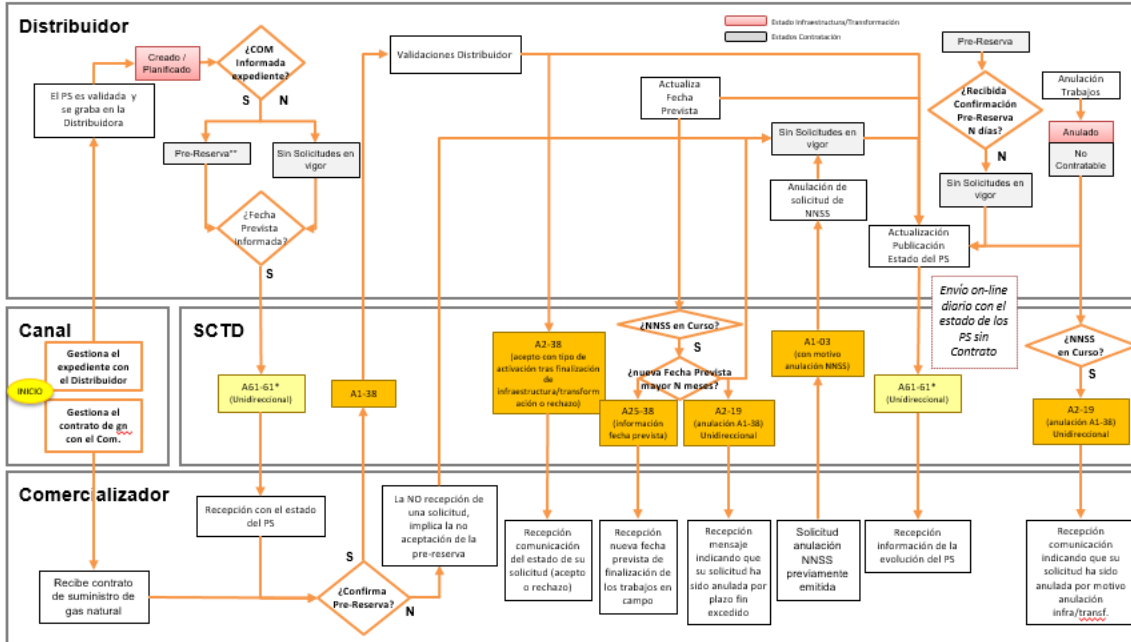 Distribuidor
Estado Infraestructura/Transformación
Estados Contratación
Creado /
Planificado
¿COM
Informada
expediente?
S
N
El PS es validada y
se graba en la
Distribuidora
Pre-Reserva**
Sin Solicitudes en
vigor
¿Fecha
Prevista
Informada?
S
Validaciones Distribuidor
Actualiza
Fecha
Prevista
Sin Solicitudes en
vigor
Anulación de
solicitud de
NNSS
Pre-Reserva
¿Recibida
Confirmación
Pre-Reserva
N días?
N
Sin Solicitudes en
vigor
Anulación
Trabajos
Anulado
No
Contratable
Actualización
Publicación
Estado del PS
Envío on-line
diario con el
estado de los
PS sin
Contrato
Canal
Gestiona el
expediente con
el Distribuidor
INICIO
Gestiona el
contrato de gn
con el Com.
SCTD
A61-61*
(Unidireccional)
A1-38
A2-38
(acepto con tipo de
activación tras finalización
de
infraestructura/transform
ación o rechazo)
¿NNSS en Curso?
S
¿nueva Fecha Prevista
mayor N meses?
A25-38
(información
fecha prevista)
A2-19
(anulación A1-38)
Unidireccional
A1-03
(con motivo
anulación NNSS)
A61-61*
(Unidireccional)
¿NNSS
en Curso?
S
A2-19
(anulación A1-38)
Unidireccional
Comercializador
Recepción con el estado
del PS
Recibe contrato
de suministro de
gas natural
¿Confirma
Pre-Reserva?
S
N
La NO recepción de
una solicitud,
implica la no
aceptación de la
pre-reserva
Recepción
comunicación
del estado de su
solicitud (acepto
o rechazo)
Recepción
nueva fecha
prevista de
finalización de
los trabajos en
campo
Recepción
mensaje
indicando que
su solicitud ha
sido anulada por
plazo fin
excedido
Solicitud
anulación
NNSS
previamente
emitida
Recepción
información de la
evolución del PS
Recepción
comunicación
indicando que su
solicitud ha sido
anulada por motivo
anulación
infra/transf.